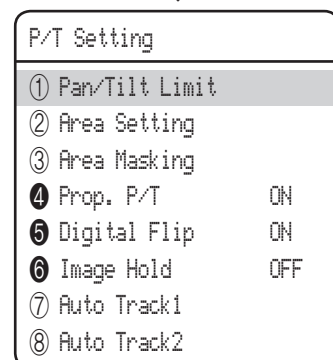 P/T Setting
① Pan/Tilt Limit
② Area Setting
③ Area Masking
❹ Prop. P/T ON
❺ Digital Flip ON
❻ Image Hold OFF
⑦ Auto Track1
⑧ Auto Track2